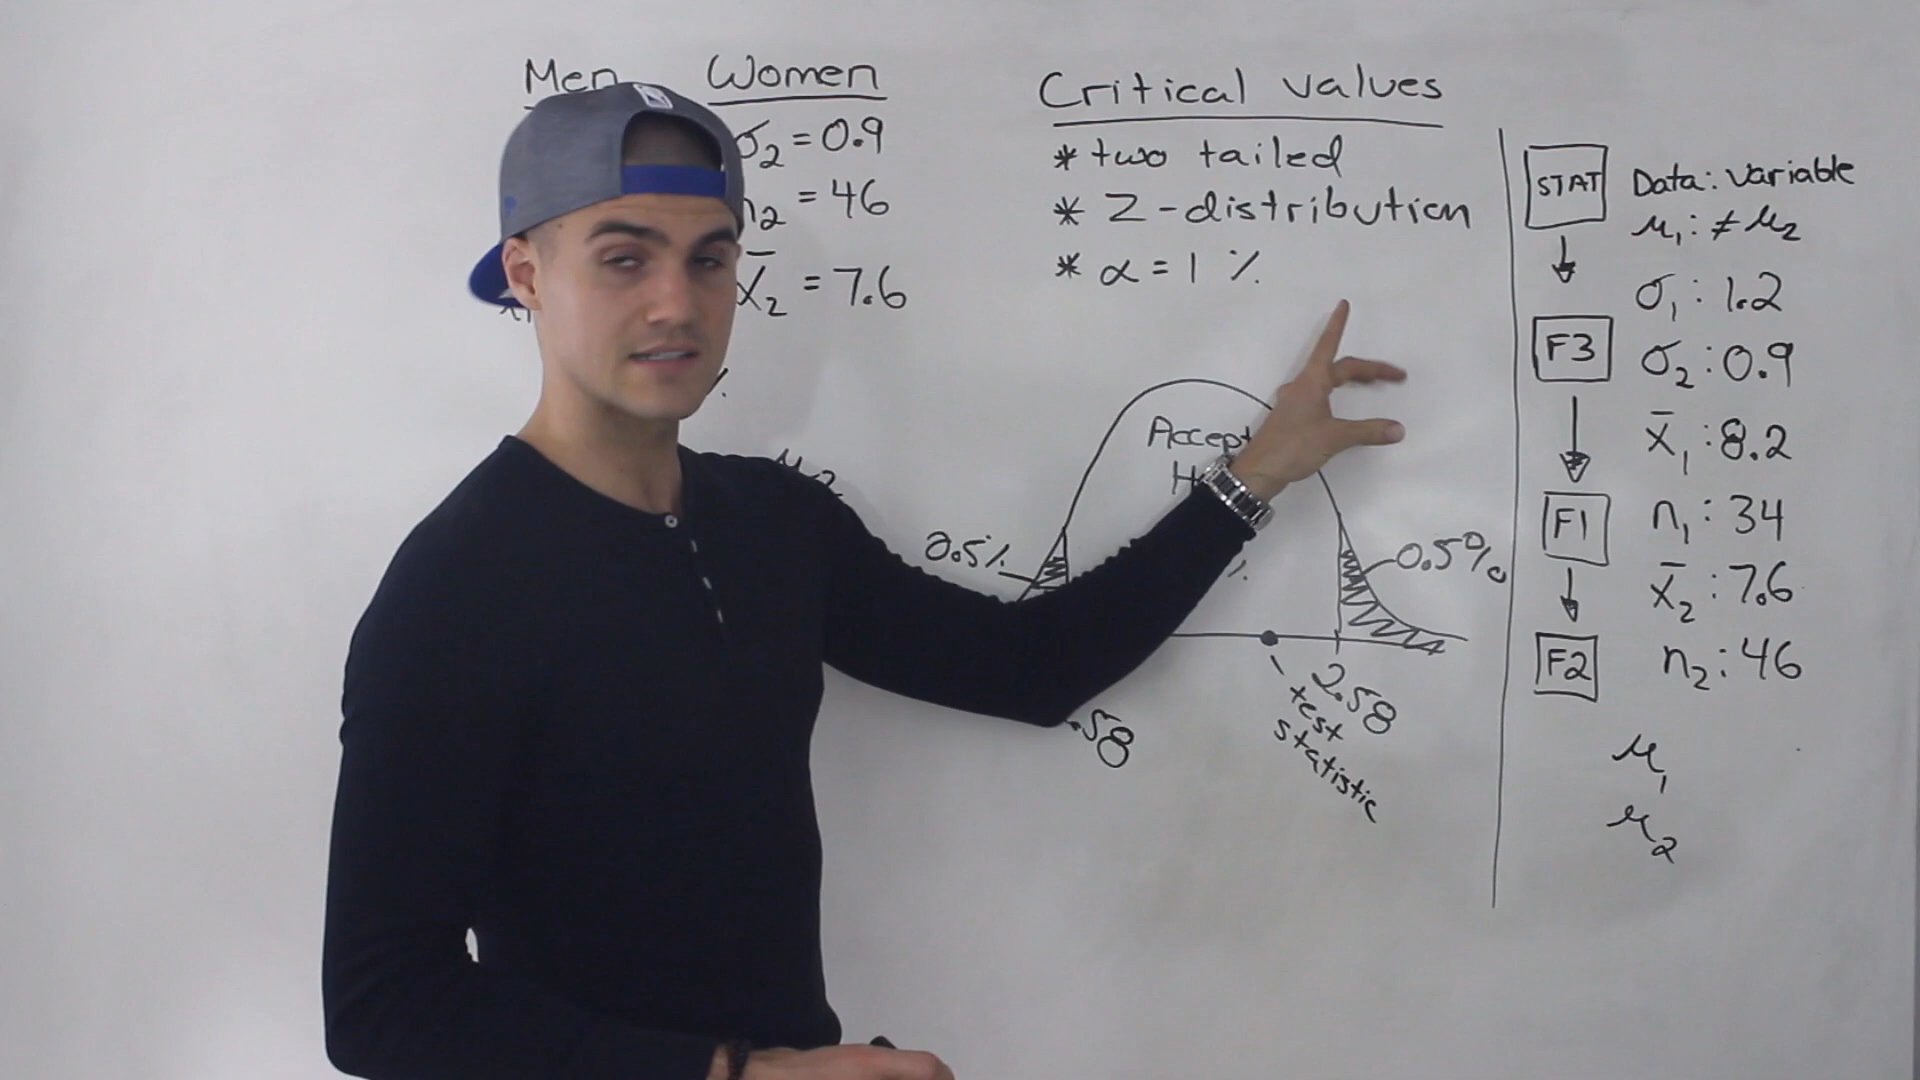 Men Women
σ₂ = 0.9
n₂ = 46
x̄₂ = 7.6
Critical values
* two tailed
* Z-distribution
* α = 1 %
Accept
0.5%
0.5%
.58
2.58
test
statistic
STAT
F3
F1
F2
Data: Variable
μ₁: ≠ μ₂
σ₁: 1.2
σ₂: 0.9
x̄₁: 8.2
n₁: 34
x̄₂: 7.6
n₂: 46
μ₁
μ₂